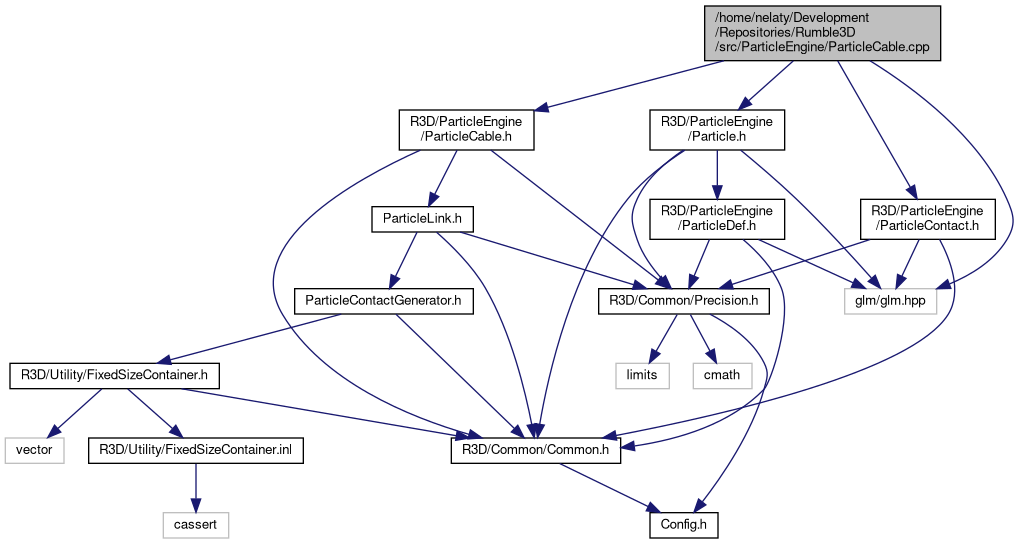 /home/nelaty/Development
/Repositories/Rumble3D
/src/ParticleEngine/ParticleCable.cpp
R3D/ParticleEngine
/ParticleCable.h
R3D/ParticleEngine
/Particle.h
ParticleLink.h
R3D/ParticleEngine
/ParticleDef.h
R3D/ParticleEngine
/ParticleContact.h
ParticleContactGenerator.h
R3D/Common/Precision.h
glm/glm.hpp
R3D/Utility/FixedSizeContainer.h
limits
cmath
vector
R3D/Utility/FixedSizeContainer.inl
R3D/Common/Common.h
cassert
Config.h